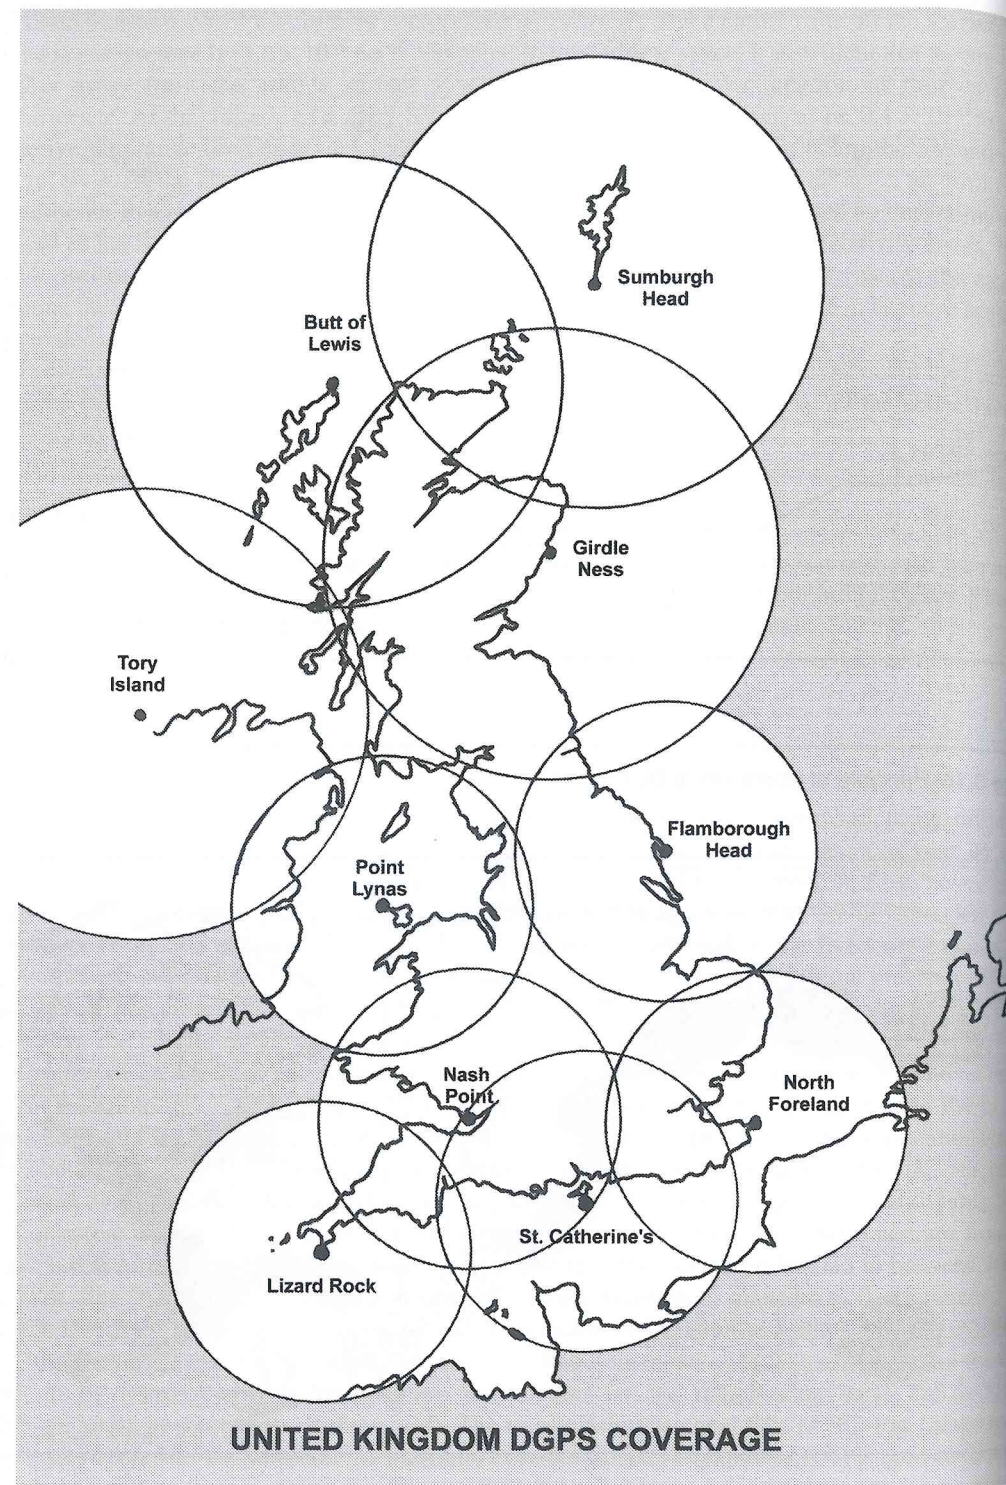 Sumburgh
Head
Butt of
Lewis
Girdle
Ness
Tory
Island
Flamborough
Head
Point
Lynas
Nash
Point
North
Foreland
St. Catherine's
Lizard Rock
UNITED KINGDOM DGPS COVERAGE